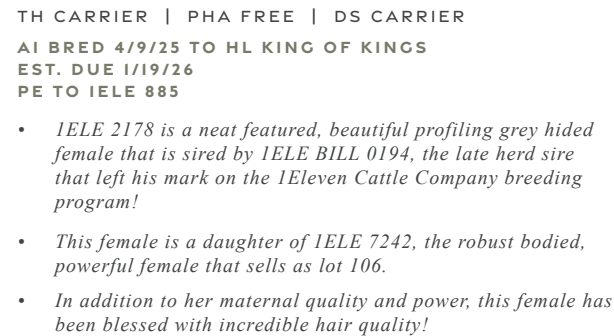 TH CARRIER | PHA FREE | DS CARRIER
AI BRED 4/9/25 TO HL KING OF KINGS
EST. DUE 1/19/26
PE TO 1ELE 885
• 1ELE 2178 is a neat featured, beautiful profiling grey hided
female that is sired by 1ELE BILL 0194, the late herd sire
that left his mark on the 1Eleven Cattle Company breeding
program!
• This female is a daughter of 1ELE 7242, the robust bodied,
powerful female that sells as lot 106.
• In addition to her maternal quality and power, this female has
been blessed with incredible hair quality!